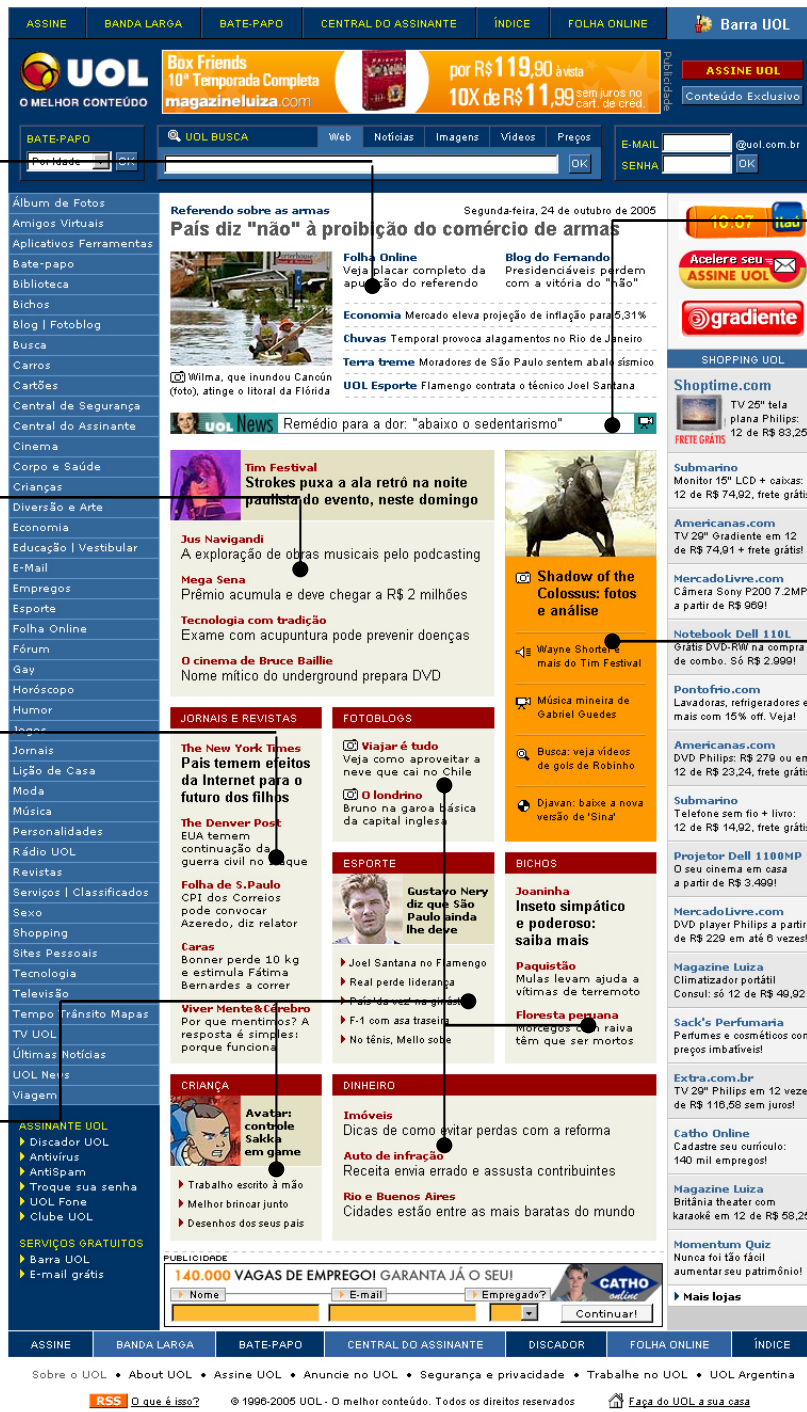 ASSINE BANDA LARGA BATE-PAPO CENTRAL DO ASSINANTE ÍNDICE FOLHA ONLINE Barra UOL
UOL
O MELHOR CONTEÚDO
Box Friends
10ª Temporada Completa
magazineluiza.com
por R$119,90 à vista
10X de R$11,99 sem juros no cart. de créd.
Publicidade
ASSINE UOL
Conteúdo Exclusivo
BATE-PAPO
Por Idade OK
UOL BUSCA Web Notícias Imagens Vídeos Preços
OK
E-MAIL @uol.com.br
SENHA OK
Álbum de Fotos
Amigos Virtuais
Aplicativos Ferramentas
Bate-papo
Biblioteca
Bichos
Blog | Fotoblog
Busca
Carros
Cartões
Central de Segurança
Central do Assinante
Cinema
Corpo e Saúde
Crianças
Diversão e Arte
Economia
Educação | Vestibular
E-Mail
Empregos
Esporte
Folha Online
Fórum
Gay
Horóscopo
Humor
Jogos
Jornais
Lição de Casa
Moda
Música
Personalidades
Rádio UOL
Revistas
Serviços | Classificados
Sexo
Shopping
Sites Pessoais
Tecnologia
Televisão
Tempo Trânsito Mapas
TV UOL
Últimas Notícias
UOL News
Viagem
ASSINANTE UOL
Discador UOL
Antivírus
AntiSpam
Troque sua senha
UOL Fone
Clube UOL
SERVIÇOS GRATUITOS
Barra UOL
E-mail grátis
Referendo sobre as armas
Segunda-feira, 24 de outubro de 2005
País diz "não" à proibição do comércio de armas
Wilma, que inundou Cancún
(foto), atinge o litoral da Flórida
Folha Online
Veja placar completo da
apuração do referendo
Blog do Fernando
Presidenciáveis perdem
com a vitória do "não"
Economia Mercado eleva projeção de inflação para 5,31%
Chuvas Temporal provoca alagamentos no Rio de Janeiro
Terra treme Moradores de São Paulo sentem abalo sísmico
UOL Esporte Flamengo contrata o técnico Joel Santana
UOL News Remédio para a dor: "abaixo o sedentarismo"
Tim Festival
Strokes puxa a ala retrô na noite
paulista do evento, neste domingo
Jus Navigandi
A exploração de obras musicais pelo podcasting
Mega Sena
Prêmio acumula e deve chegar a R$ 2 milhões
Tecnologia com tradição
Exame com acupuntura pode prevenir doenças
O cinema de Bruce Baillie
Nome mítico do underground prepara DVD
Shadow of the
Colossus: fotos
e análise
Wayne Shorter e
mais do Tim Festival
Música mineira de
Gabriel Guedes
Busca: veja vídeos
de gols de Robinho
Djavan: baixe a nova
versão de 'Sina'
JORNAIS E REVISTAS
The New York Times
Pais temem efeitos
da Internet para o
futuro dos filhos
The Denver Post
EUA temem
continuação da
guerra civil no Iraque
Folha de S.Paulo
CPI dos Correios
pode convocar
Azeredo, diz relator
Caras
Bonner perde 10 kg
e estimula Fátima
Bernardes a correr
Viver Mente&Cérebro
Por que mentimos? A
resposta é simples:
porque funciona
FOTOBLOGS
Viajar é tudo
Veja como aproveitar a
neve que cai no Chile
O londrino
Bruno na garoa básica
da capital inglesa
ESPORTE
Gustavo Nery
diz que São
Paulo ainda
lhe deve
Joel Santana no Flamengo
Real perde liderança
País 'da vez' na ginástica
F-1 com asa traseira
No tênis, Mello sobe
BICHOS
Joaninha
Inseto simpático
e poderoso:
saiba mais
Paquistão
Mulas levam ajuda a
vítimas de terremoto
Floresta peruana
Morcegos com raiva
têm que ser mortos
CRIANÇA
Avatar:
controle
Sakka
em game
Trabalho escrito à mão
Melhor brincar junto
Desenhos dos seus pais
DINHEIRO
Imóveis
Dicas de como evitar perdas com a reforma
Auto de infração
Receita envia errado e assusta contribuintes
Rio e Buenos Aires
Cidades estão entre as mais baratas do mundo
10:07 Itaú
Acelere seu
ASSINE UOL
gradiente
SHOPPING UOL
Shoptime.com
TV 25" tela
plana Philips:
12 de R$ 83,25
FRETE GRÁTIS
Submarino
Monitor 15" LCD + caixas:
12 de R$ 74,92, frete grátis
Americanas.com
TV 29" Gradiente em 12
de R$ 74,91 + frete grátis!
MercadoLivre.com
Câmera Sony P200 7.2MP
a partir de R$ 969!
Notebook Dell 110L
Grátis DVD-RW na compra
de combo. Só R$ 2.999!
Pontofrio.com
Lavadoras, refrigeradores e
mais com 15% off. Veja!
Americanas.com
DVD Philips: R$ 279 ou em
12 de R$ 23,24, frete grátis
Submarino
Telefone sem fio + livro:
12 de R$ 14,92, frete grátis
Projetor Dell 1100MP
O seu cinema em casa
a partir de R$ 3.499!
MercadoLivre.com
DVD player Philips a partir
de R$ 229 em até 6 vezes!
Magazine Luiza
Climatizador portátil
Consul: só 12 de R$ 49,92
Sack's Perfumaria
Perfumes e cosméticos com
preços imbatíveis!
Extra.com.br
TV 29" Philips em 12 vezes
de R$ 116,58 sem juros!
Catho Online
Cadastre seu currículo:
140 mil empregos!
Magazine Luiza
Britânia theater com
karaokê em 12 de R$ 58,25
Momentum Quiz
Nunca foi tão fácil
aumentar seu patrimônio!
Mais lojas
PUBLICIDADE
140.000 VAGAS DE EMPREGO! GARANTA JÁ O SEU!
Nome E-mail Empregado?
CATHO
online
Continuar!
ASSINE BANDA LARGA BATE-PAPO CENTRAL DO ASSINANTE DISCADOR FOLHA ONLINE ÍNDICE
Sobre o UOL • About UOL • Assine UOL • Anuncie no UOL • Segurança e privacidade • Trabalhe no UOL • UOL Argentina
RSS O que é isso? © 1996-2005 UOL - O melhor conteúdo. Todos os direitos reservados Faça do UOL a sua casa